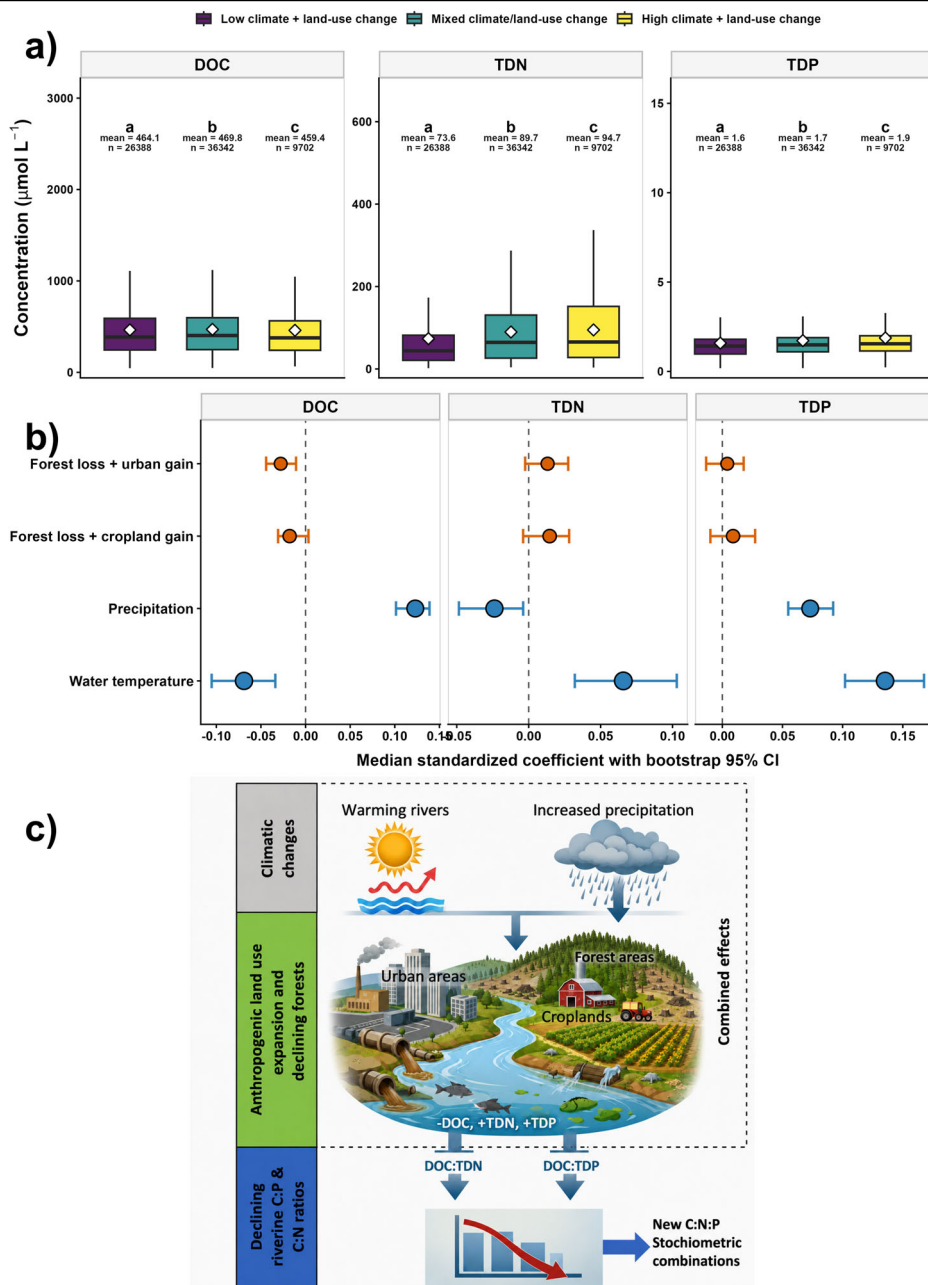 Low climate + land-use change Mixed climate/land-use change High climate + land-use change
a)
DOC TDN TDP
Concentration (μmol L⁻¹)
3000
2000
1000
0
a b c
mean = 464.1 mean = 469.8 mean = 459.4
n = 26388 n = 36342 n = 9702
600
400
200
0
a b c
mean = 73.6 mean = 89.7 mean = 94.7
n = 26388 n = 36342 n = 9702
15
10
5
0
a b c
mean = 1.6 mean = 1.7 mean = 1.9
n = 26388 n = 36342 n = 9702
b)
DOC TDN TDP
Forest loss + urban gain
Forest loss + cropland gain
Precipitation
Water temperature
-0.10 -0.05 0.00 0.05 0.10 0.15
-0.05 0.00 0.05 0.10
0.00 0.05 0.10 0.15
Median standardized coefficient with bootstrap 95% CI
c)
Climatic
changes
Warming rivers
Increased precipitation
Anthropogenic land use
expansion and
declining forests
Urban areas
Forest areas
Croplands
-DOC, +TDN, +TDP
Combined effects
Declining
riverine C:P &
C:N ratios
DOC:TDN
DOC:TDP
New C:N:P
Stochiometric
combinations